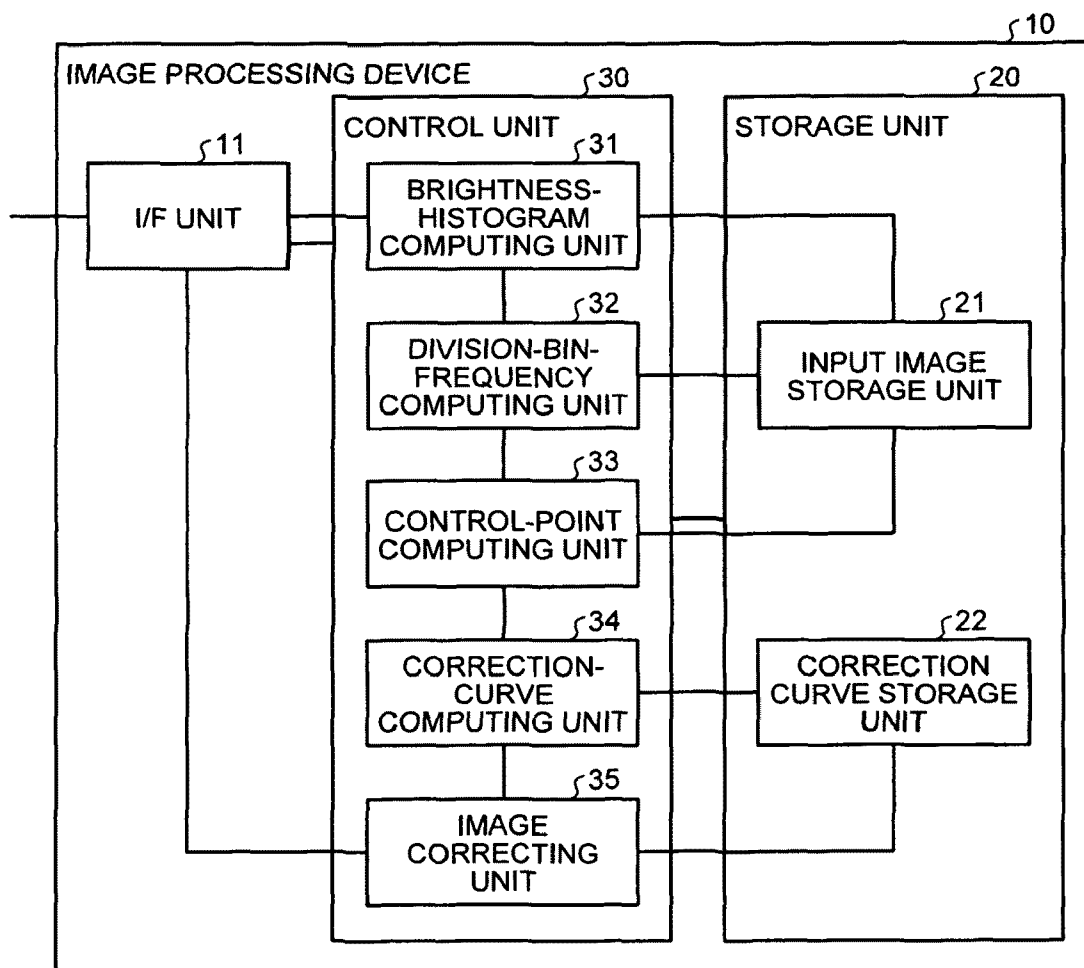 10
IMAGE PROCESSING DEVICE
30
20
CONTROL UNIT
STORAGE UNIT
11
31
I/F UNIT
BRIGHTNESS-
HISTOGRAM
COMPUTING UNIT
32
21
DIVISION-BIN-
FREQUENCY
COMPUTING UNIT
INPUT IMAGE
STORAGE UNIT
33
CONTROL-POINT
COMPUTING UNIT
34
22
CORRECTION-
CURVE
COMPUTING UNIT
CORRECTION
CURVE STORAGE
UNIT
35
IMAGE
CORRECTING
UNIT